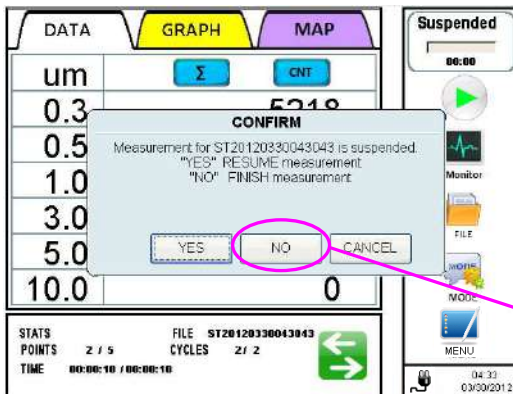 DATA GRAPH MAP
um Σ CNT
0.3 5218
0.5
1.0
3.0
5.0
10.0 0
CONFIRM
Measurement for ST20120330043043 is suspended.
"YES" RESUME measurement
"NO" FINISH measurement
YES NO CANCEL
STATS FILE ST20120330043043
POINTS 2 / 5 CYCLES 2 / 2
TIME 00:00:10 / 00:00:10
Suspended
00:00
Monitor
FILE
MODE
MODE
MENU
04:33
03/30/2012